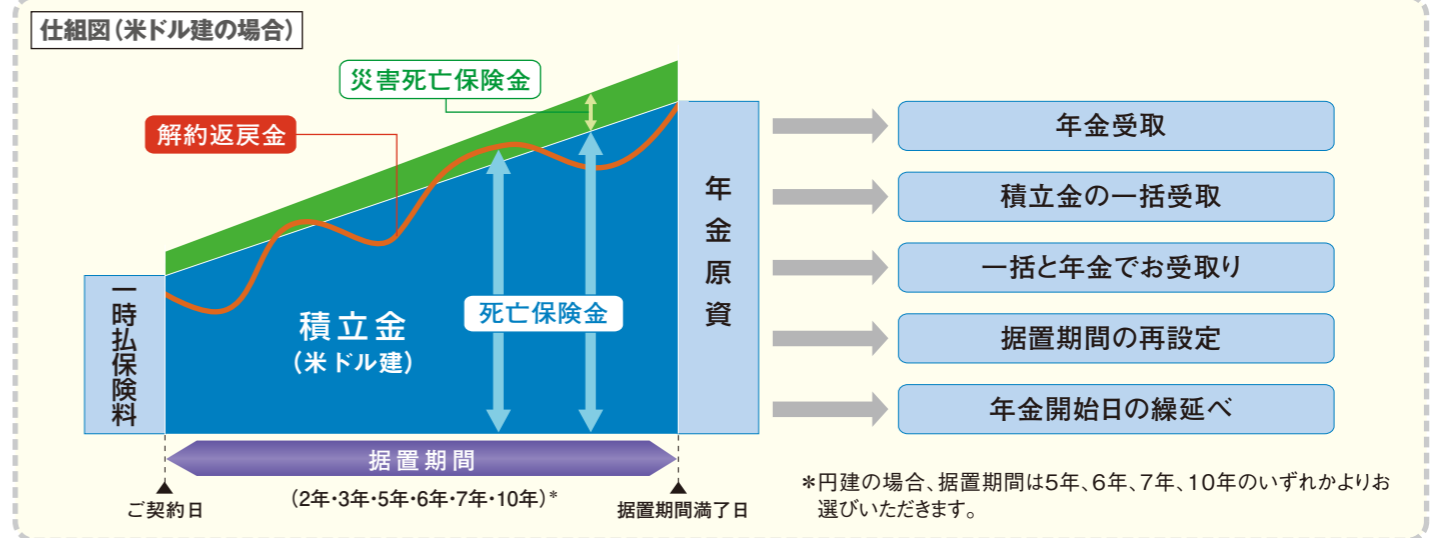 仕組図(米ドル建の場合)
災害死亡保険金
解約返戻金
一時払保険料
積立金
(米ドル建)
死亡保険金
年金原資
年金受取
積立金の一括受取
一括と年金でお受取り
据置期間の再設定
年金開始日の繰延べ
据置期間
(2年・3年・5年・6年・7年・10年)*
ご契約日
据置期間満了日
*円建の場合、据置期間は5年、6年、7年、10年のいずれかよりお
選びいただきます。